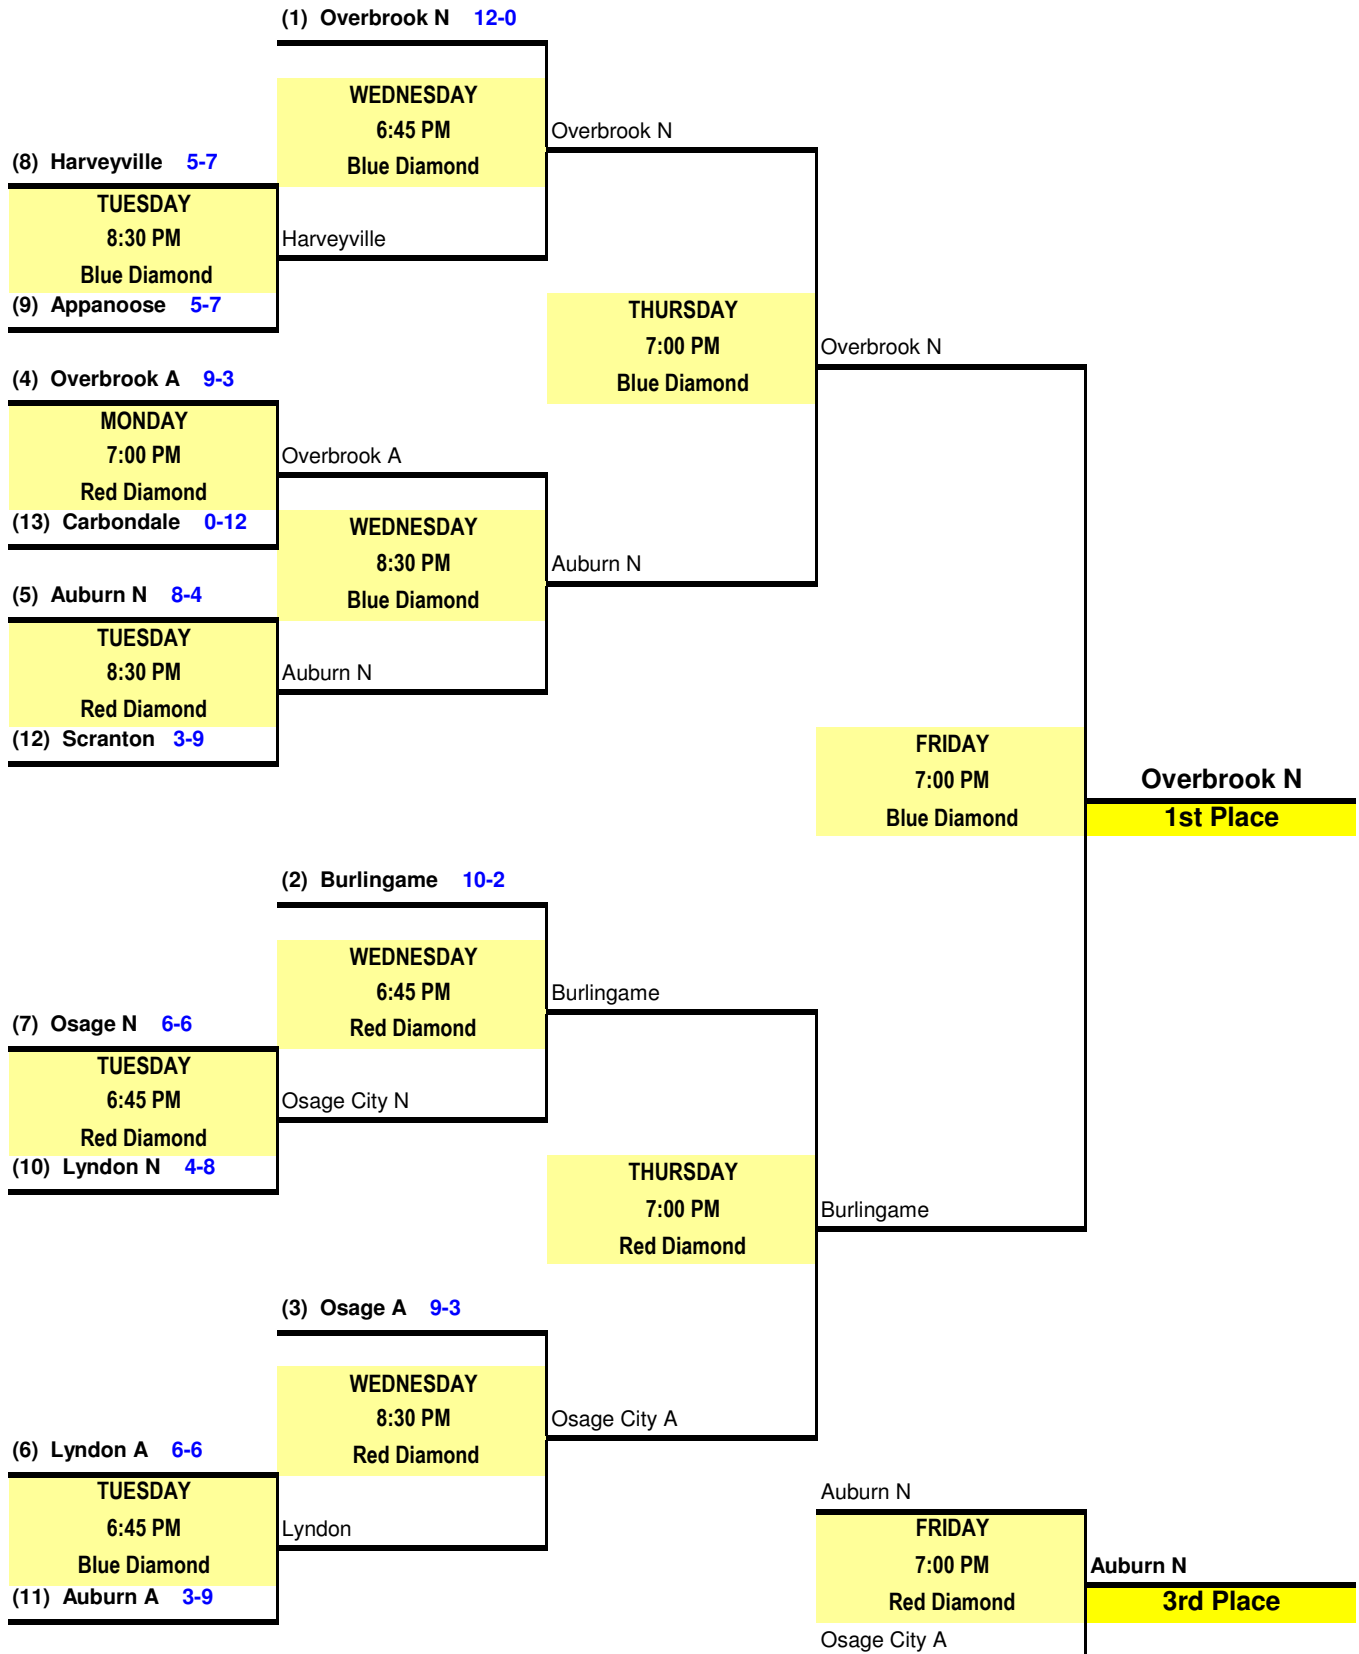 (1) Overbrook N 12-0
WEDNESDAY
6:45 PM
Overbrook N
(8) Harveyville 5-7
Blue Diamond
TUESDAY
8:30 PM
Harveyville
Blue Diamond
(9) Appanoose 5-7
THURSDAY
7:00 PM
Overbrook N
(4) Overbrook A 9-3
Blue Diamond
MONDAY
7:00 PM
Overbrook A
Red Diamond
(13) Carbondale 0-12
WEDNESDAY
8:30 PM
Auburn N
(5) Auburn N 8-4
Blue Diamond
TUESDAY
8:30 PM
Auburn N
Red Diamond
(12) Scranton 3-9
FRIDAY
7:00 PM
Overbrook N
Blue Diamond
1st Place
(2) Burlingame 10-2
WEDNESDAY
6:45 PM
Burlingame
(7) Osage N 6-6
Red Diamond
TUESDAY
6:45 PM
Osage City N
Red Diamond
(10) Lyndon N 4-8
THURSDAY
7:00 PM
Burlingame
Red Diamond
(3) Osage A 9-3
WEDNESDAY
8:30 PM
Osage City A
(6) Lyndon A 6-6
Red Diamond
TUESDAY
Auburn N
6:45 PM
Lyndon
FRIDAY
Blue Diamond
7:00 PM
Auburn N
(11) Auburn A 3-9
Red Diamond
3rd Place
Osage City A